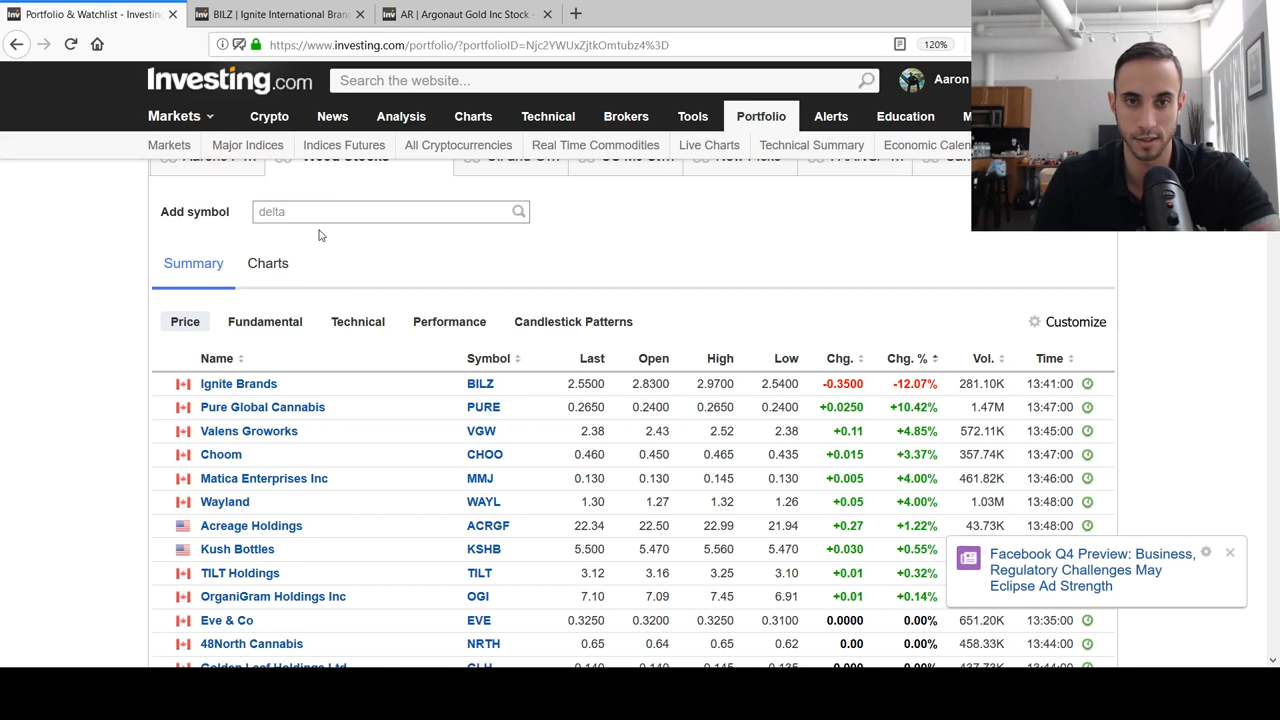 Portfolio & Watchlist - Investin
BILZ | Ignite International Bran
AR | Argonaut Gold Inc Stock -
https://www.investing.com/portfolio/?portfolioID=Njc2YWUxZjtkOmtubz4%3D
120%
Investing.com
Search the website...
Aaron
Markets Crypto News Analysis Charts Technical Brokers Tools Portfolio Alerts Education M
Markets Major Indices Indices Futures All Cryptocurrencies Real Time Commodities Live Charts Technical Summary Economic Calen
Add symbol delta
Summary Charts
Price Fundamental Technical Performance Candlestick Patterns Customize
Name Symbol Last Open High Low Chg. Chg. % Vol. Time
Ignite Brands BILZ 2.5500 2.8300 2.9700 2.5400 -0.3500 -12.07% 281.10K 13:41:00
Pure Global Cannabis PURE 0.2650 0.2400 0.2650 0.2400 +0.0250 +10.42% 1.47M 13:47:00
Valens Groworks VGW 2.38 2.43 2.52 2.38 +0.11 +4.85% 572.11K 13:45:00
Choom CHOO 0.460 0.450 0.465 0.435 +0.015 +3.37% 357.74K 13:47:00
Matica Enterprises Inc MMJ 0.130 0.130 0.145 0.130 +0.005 +4.00% 461.82K 13:46:00
Wayland WAYL 1.30 1.27 1.32 1.26 +0.05 +4.00% 1.03M 13:48:00
Acreage Holdings ACRGF 22.34 22.50 22.99 21.94 +0.27 +1.22% 43.73K 13:48:00
Kush Bottles KSHB 5.500 5.470 5.560 5.470 +0.030 +0.55%
TILT Holdings TILT 3.12 3.16 3.25 3.10 +0.01 +0.32%
OrganiGram Holdings Inc OGI 7.10 7.09 7.45 6.91 +0.01 +0.14%
Facebook Q4 Preview: Business,
Regulatory Challenges May
Eclipse Ad Strength
Eve & Co EVE 0.3250 0.3200 0.3250 0.3100 0.0000 0.00% 651.20K 13:35:00
48North Cannabis NRTH 0.65 0.64 0.65 0.62 0.00 0.00% 458.33K 13:44:00
Golden Leaf Holdings Ltd GLH